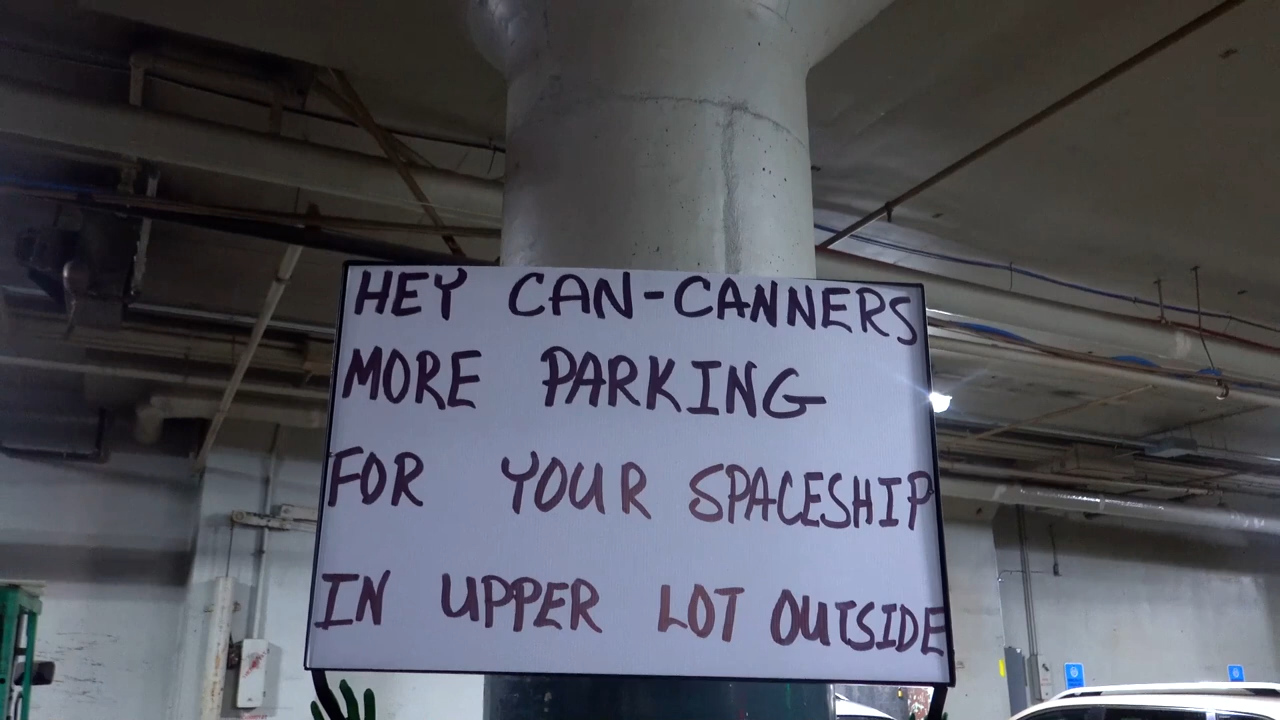 HEY CAN-CANNERS
MORE PARKING
FOR YOUR SPACESHIP
IN UPPER LOT OUTSIDE